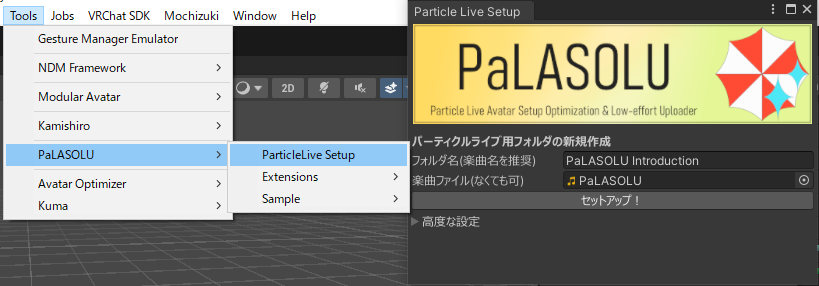 Tools Jobs VRChat SDK Mochizuki Window Help
Gesture Manager Emulator
NDM Framework
Modular Avatar
Kamishiro
PaLASOLU
Avatar Optimizer
Kuma
ParticleLive Setup
Extensions
Sample
2D
Particle Live Setup
PaLASOLU
Particle Live Avatar Setup Optimization & Low-effort Uploader
パーティクルライブ用フォルダの新規作成
フォルダ名(楽曲名を推奨) PaLASOLU Introduction
楽曲ファイル(なくても可) PaLASOLU
セットアップ！
高度な設定